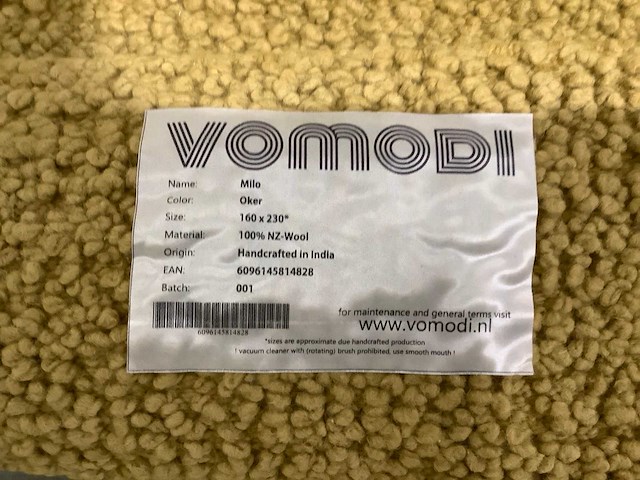 VOMODI
Name: Milo
Color: Oker
Size: 160 x 230*
Material: 100% NZ-Wool
Origin: Handcrafted in India
EAN: 6096145814828
Batch: 001
6096145814828
for maintenance and general terms visit
www.vomodi.nl
*sizes are approximate due handcrafted production
! vacuum cleaner with (rotating) brush prohibited, use smooth mouth !